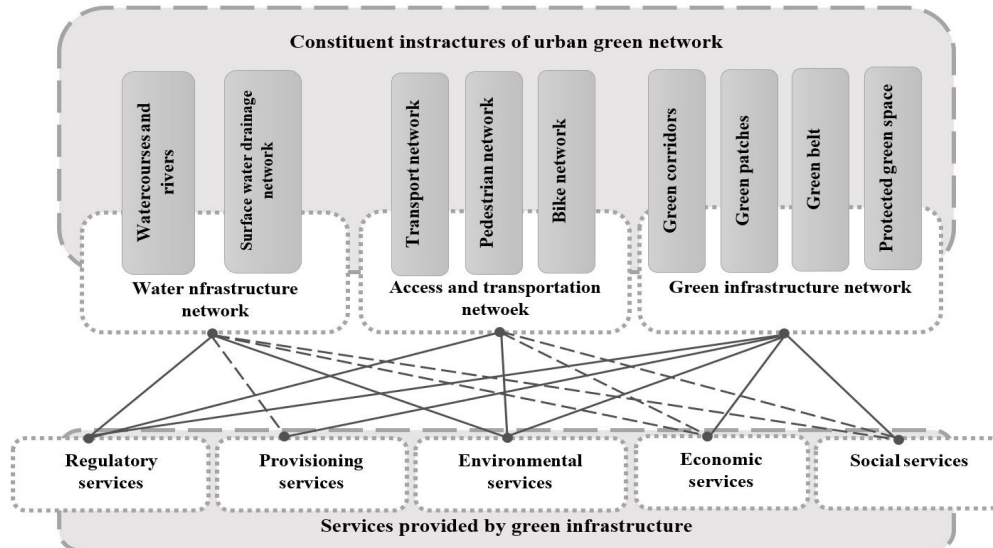 Constituent instractures of urban green network
Watercourses and
rivers
Surface water drainage
network
Transport network
Pedestrian network
Bike network
Green corridors
Green patches
Green belt
Protected green space
Water nfrastructure
network
Access and transportation
netwoek
Green infrastructure network
Regulatory
services
Provisioning
services
Environmental
services
Economic
services
Social services
Services provided by green infrastructure